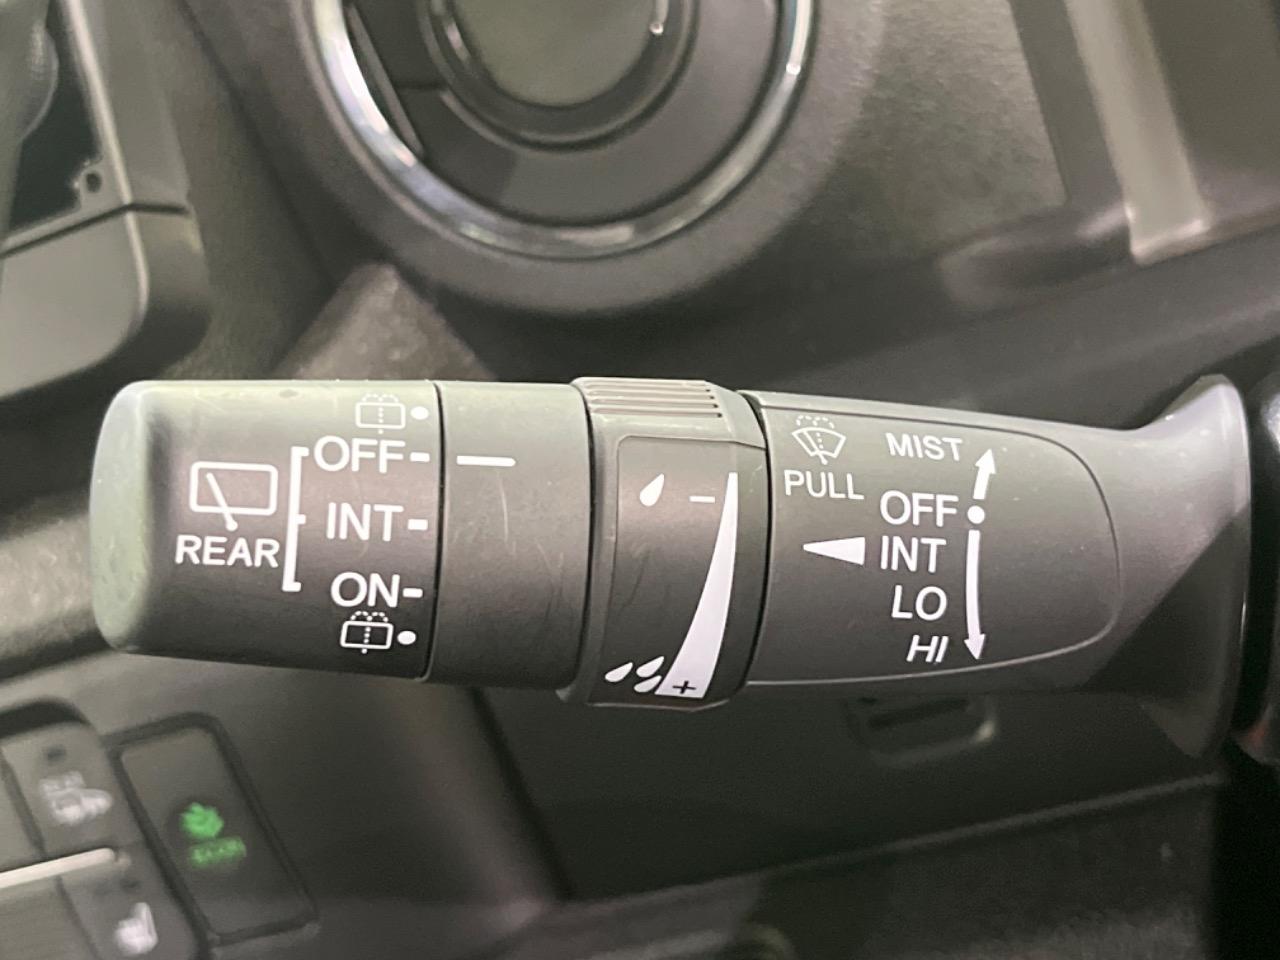 OFF
INT
ON
REAR
−
+
PULL
MIST
OFF
INT
LO
HI